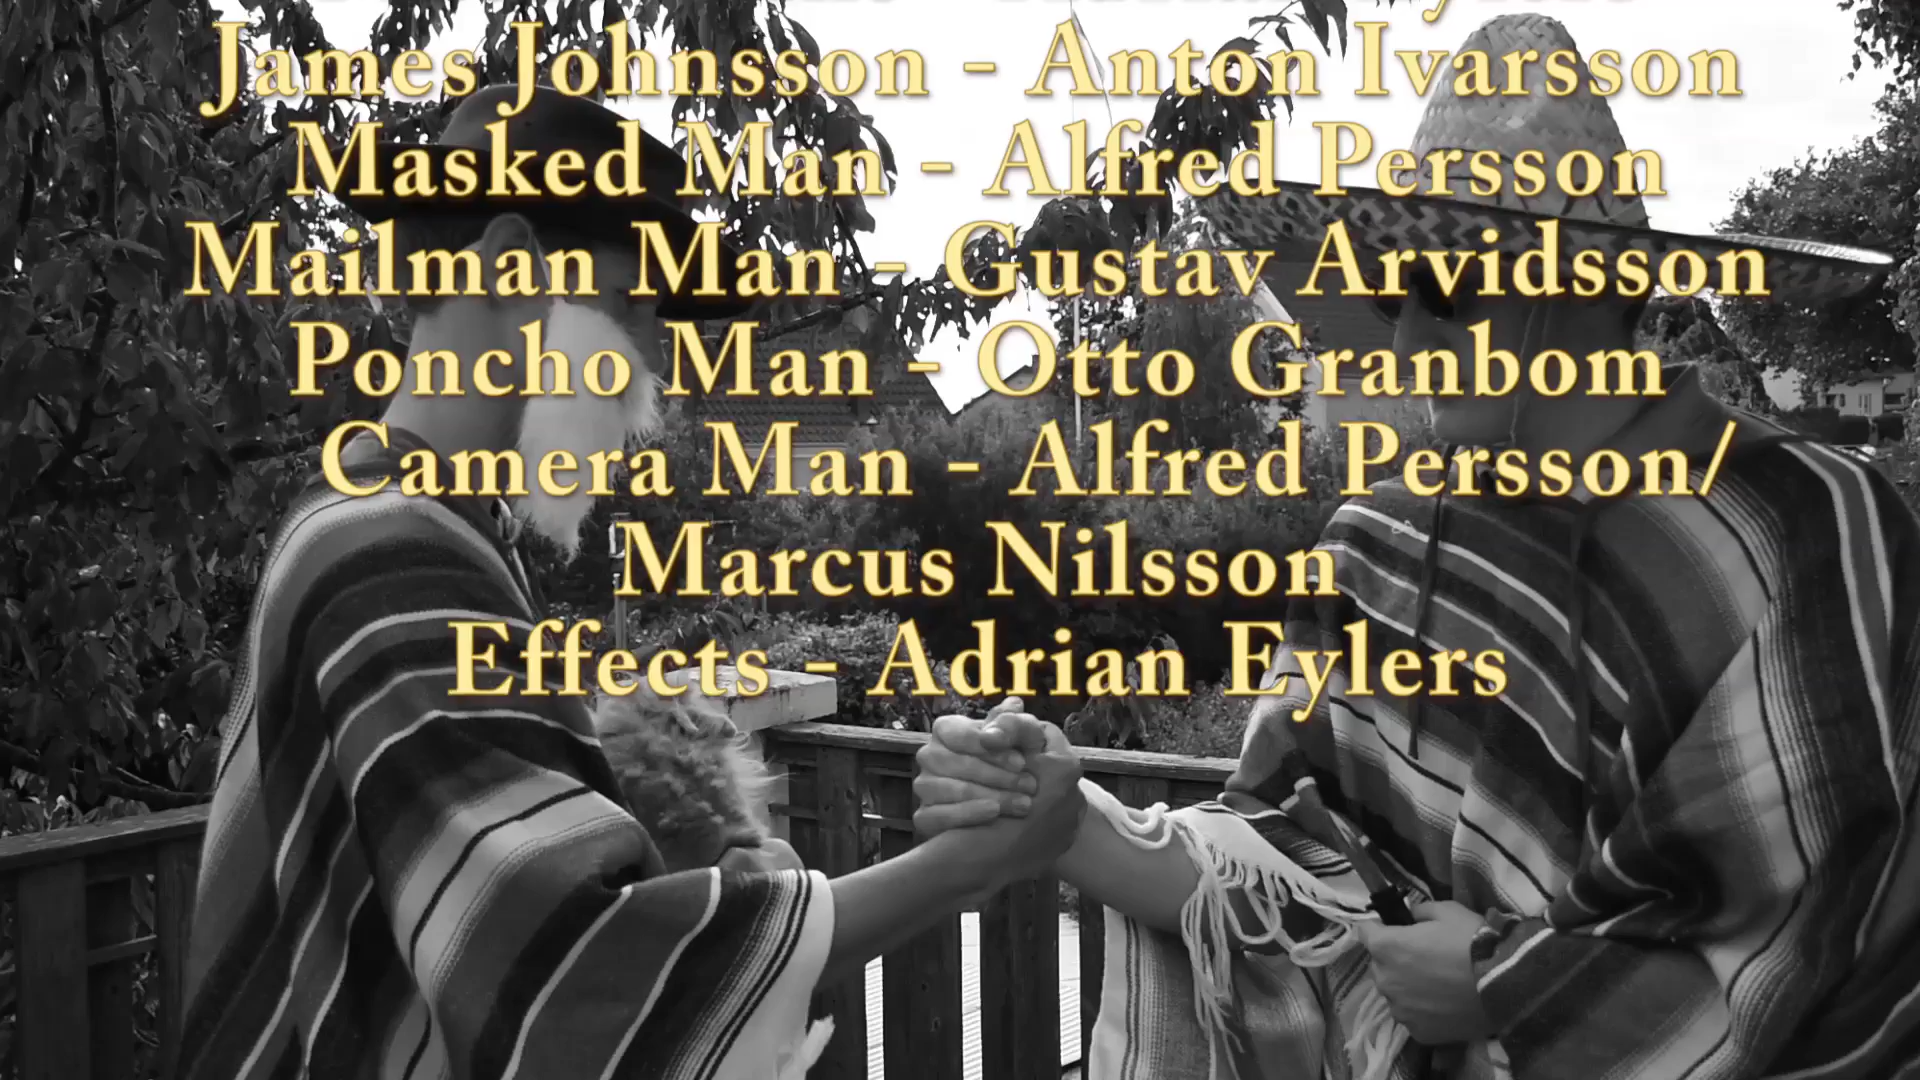 James Johnsson - Anton Ivarsson
Masked Man - Alfred Persson
Mailman Man - Gustav Arvidsson
Poncho Man - Otto Granbom
Camera Man - Alfred Persson/
Marcus Nilsson
Effects - Adrian Eylers